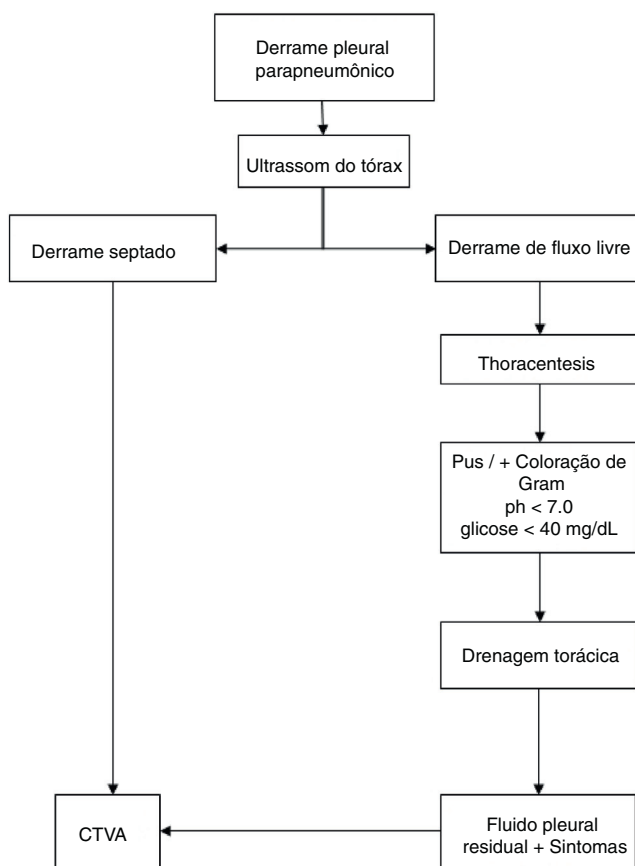 Derrame pleural
parapneumônico
Ultrassom do tórax
Derrame septado
Derrame de fluxo livre
Thoracentesis
Pus / + Coloração de
Gram
ph < 7.0
glicose < 40 mg/dL
Drenagem torácica
CTVA
Fluido pleural
residual + Sintomas